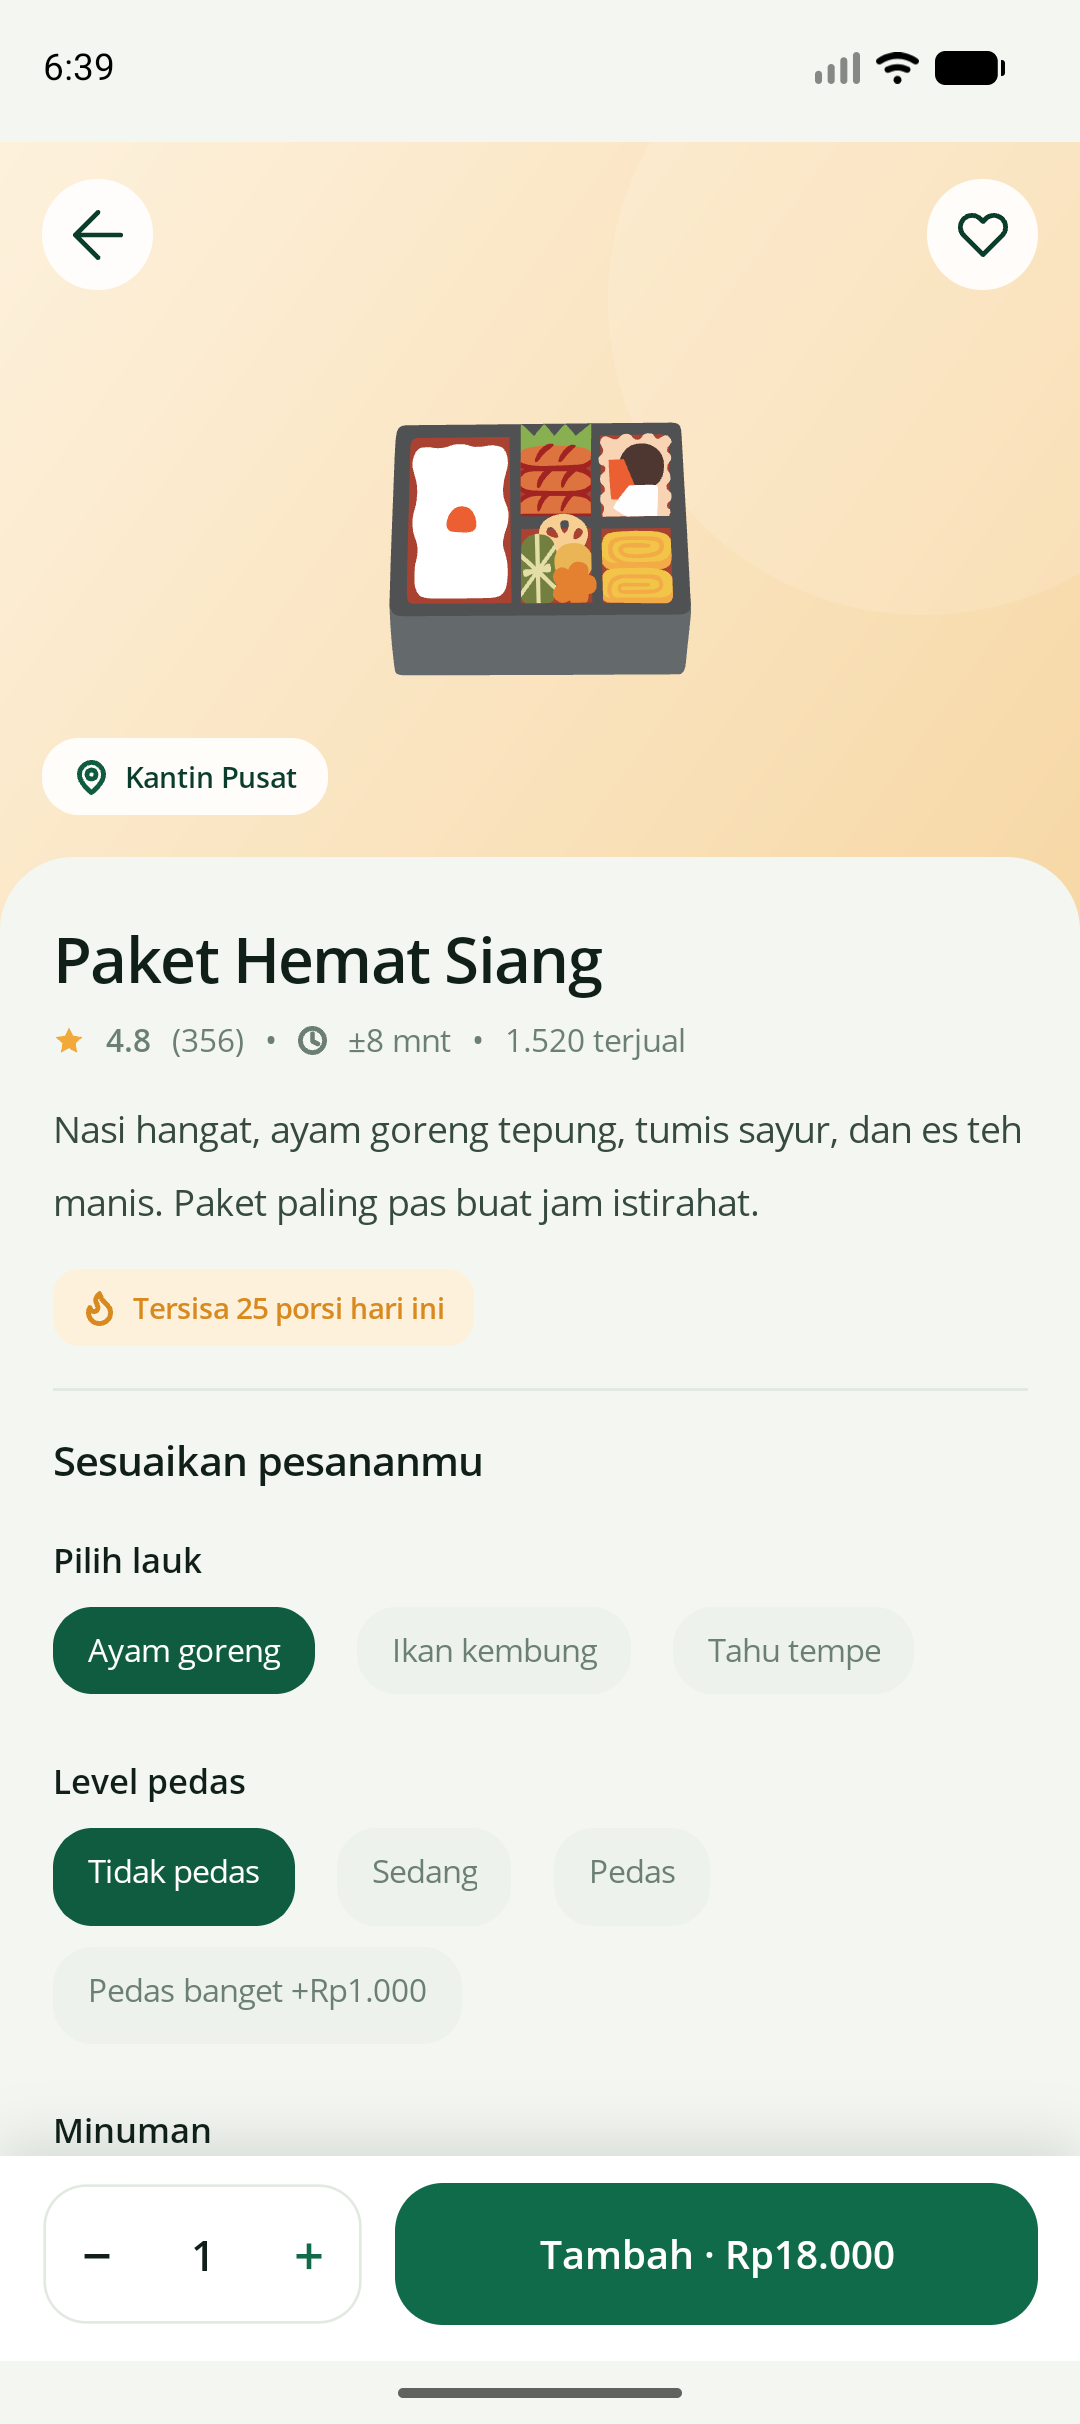 6:39
Kantin Pusat
Paket Hemat Siang
4.8 (356) • ±8 mnt • 1.520 terjual
Nasi hangat, ayam goreng tepung, tumis sayur, dan es teh
manis. Paket paling pas buat jam istirahat.
Tersisa 25 porsi hari ini
Sesuaikan pesananmu
Pilih lauk
Ayam goreng Ikan kembung Tahu tempe
Level pedas
Tidak pedas Sedang Pedas
Pedas banget +Rp1.000
Minuman
− 1 + Tambah · Rp18.000